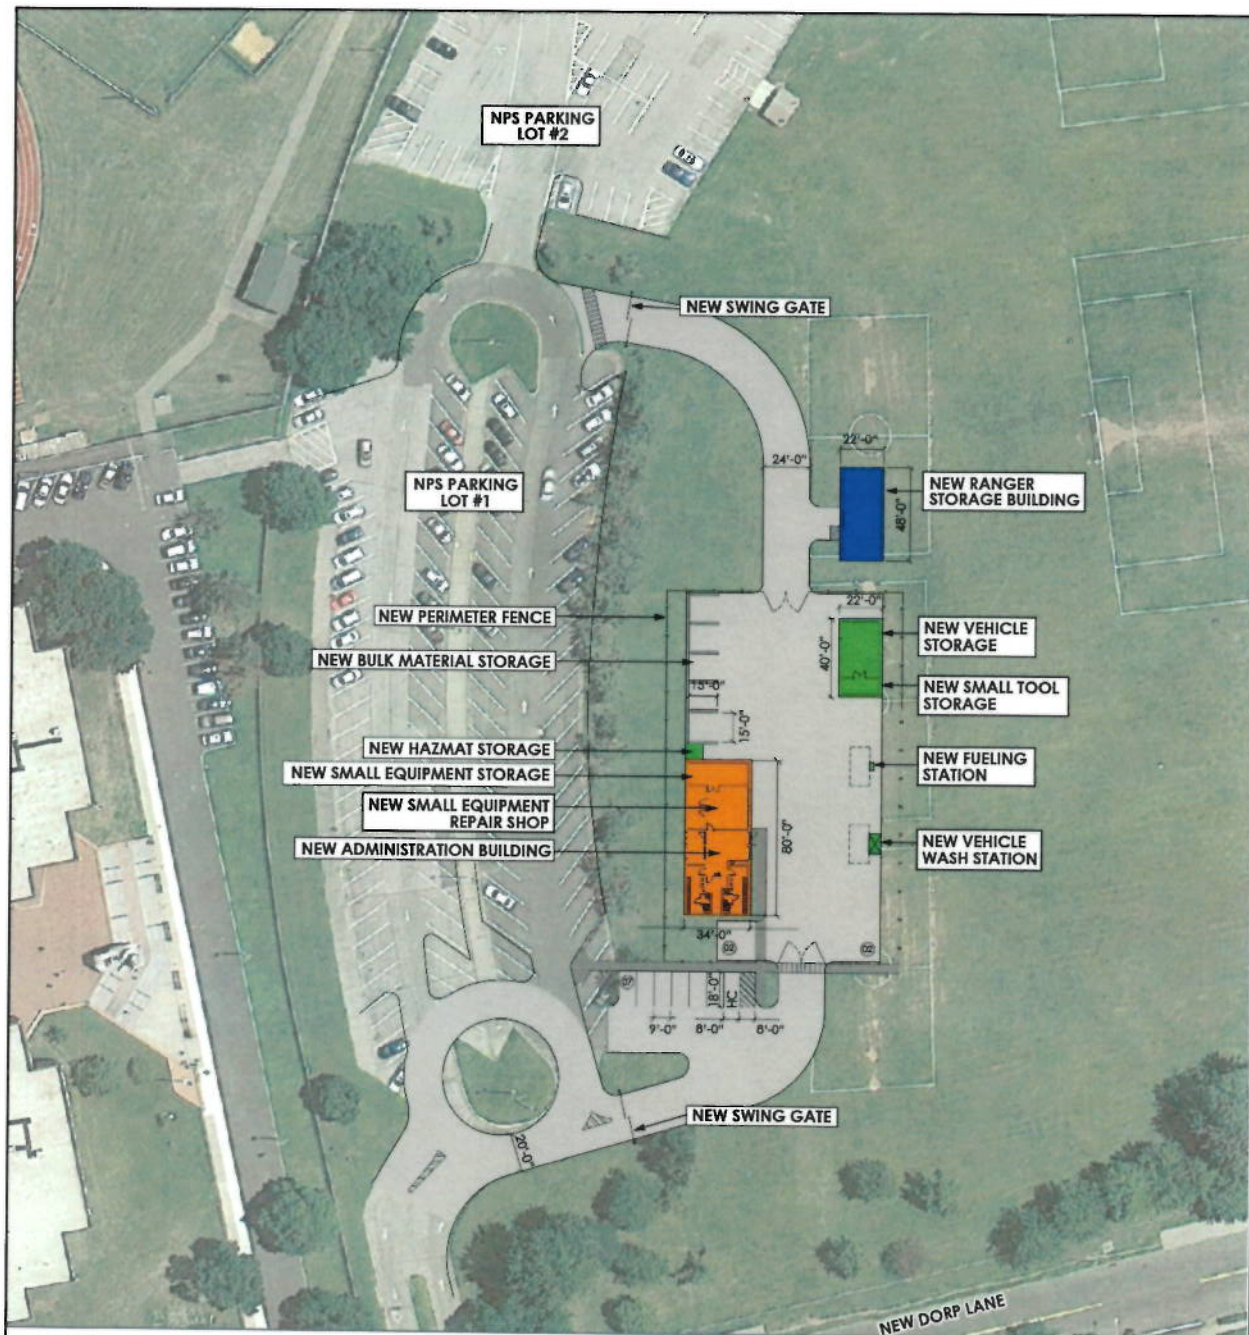 NPS PARKING
LOT #2
NEW SWING GATE
22'-0"
24'-0"
NPS PARKING
LOT #1
NEW RANGER
STORAGE BUILDING
48'-0"
NEW PERIMETER FENCE
22'-0"
NEW VEHICLE
STORAGE
40'-0"
NEW BULK MATERIAL STORAGE
15'-0"
NEW SMALL TOOL
STORAGE
15'-0"
NEW HAZMAT STORAGE
NEW SMALL EQUIPMENT STORAGE
NEW FUELING
STATION
NEW SMALL EQUIPMENT
REPAIR SHOP
NEW ADMINISTRATION BUILDING
80'-0"
NEW VEHICLE
WASH STATION
34'-0"
02
02
18'-0"
HC
9'-0"
8'-0"
8'-0"
NEW SWING GATE
20'-0"
NEW DORP LANE